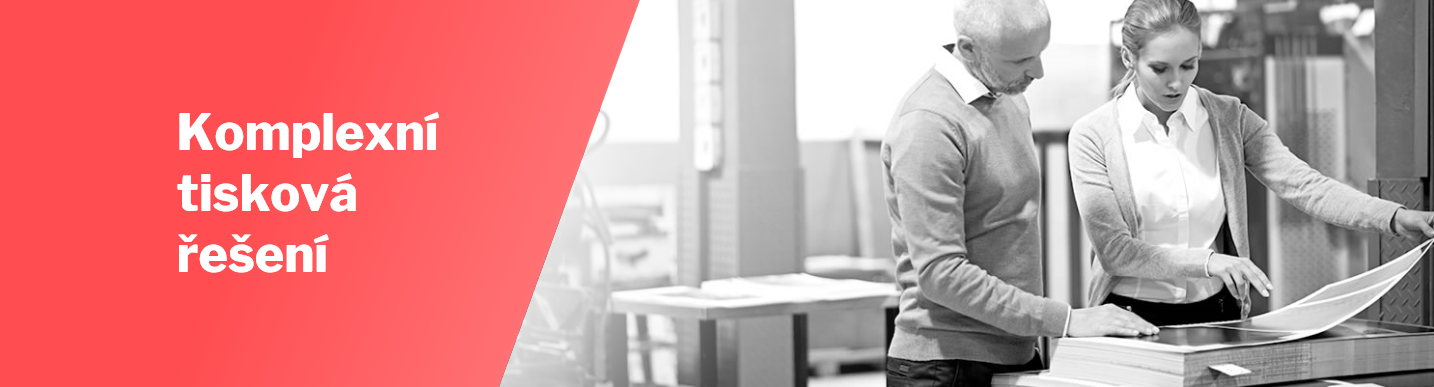 Komplexní
tisková
řešení